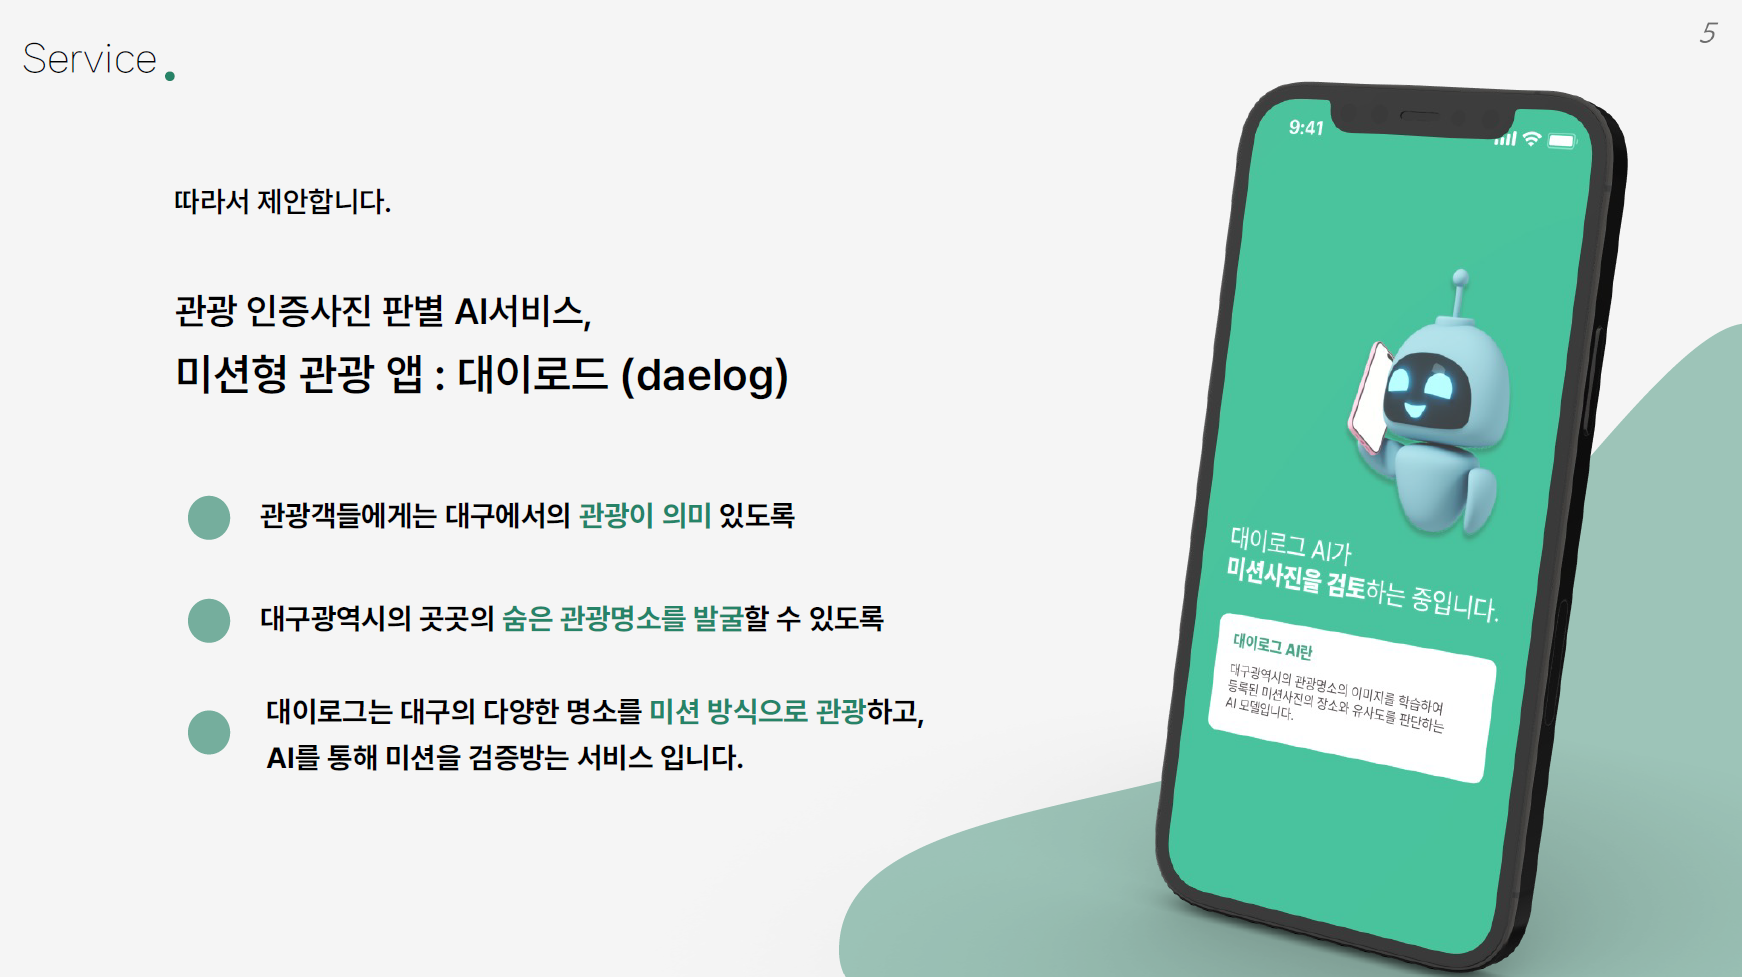 Service.
5
따라서 제안합니다.
관광 인증사진 판별 AI서비스,
미션형 관광 앱 : 대이로드 (daelog)
관광객들에게는 대구에서의 관광이 의미 있도록
대구광역시의 곳곳의 숨은 관광명소를 발굴할 수 있도록
대이로그는 대구의 다양한 명소를 미션 방식으로 관광하고,
AI를 통해 미션을 검증방는 서비스 입니다.
9:41
대이로그 AI가
미션사진을 검토하는 중입니다.
대이로그 AI란
대구광역시의 관광명소의 이미지를 학습하여
등록된 미션사진의 장소와 유사도를 판단하는
AI 모델입니다.